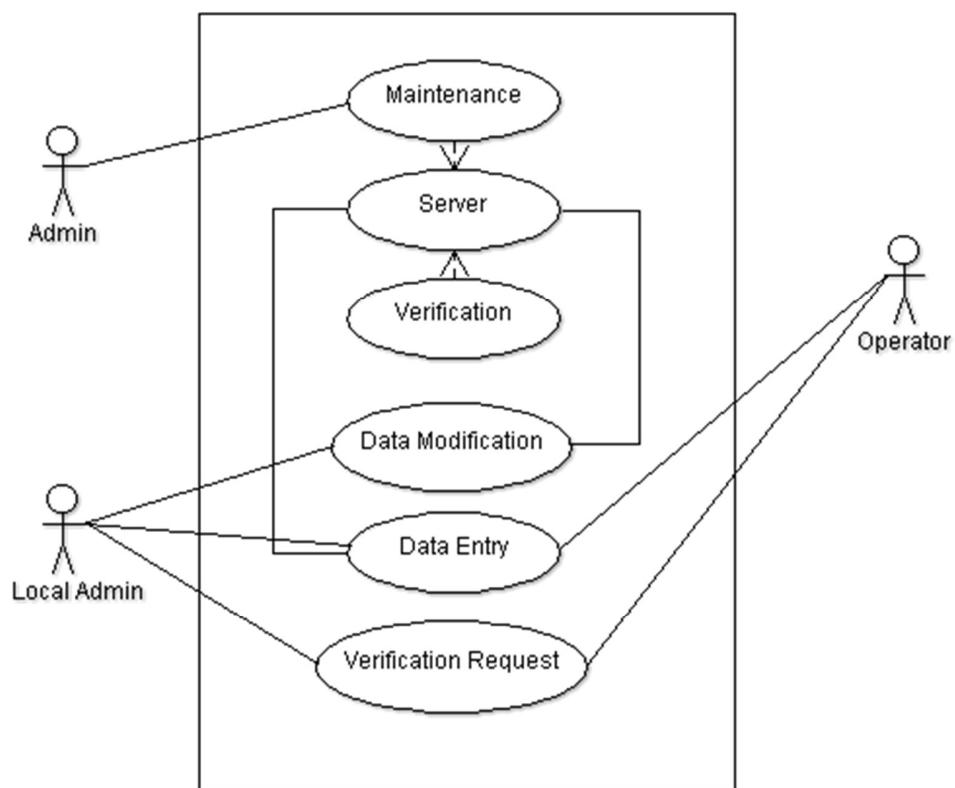 Maintenance
Admin
Server
Verification
Operator
Data Modification
Data Entry
Local Admin
Verification Request